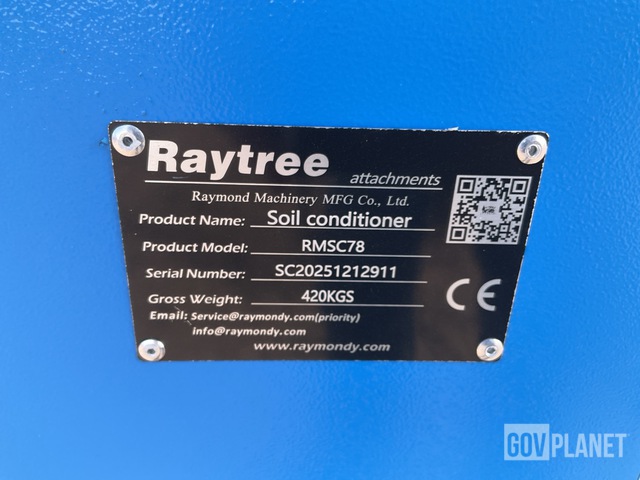 Raytree attachments
Raymond Machinery MFG Co., Ltd.
Product Name: Soil conditioner
Product Model: RMSC78
Serial Number: SC20251212911
Gross Weight: 420KGS
Email: Service@raymondy.com(priority)
info@raymondy.com
www.raymondy.com
CE
GOVPLANET